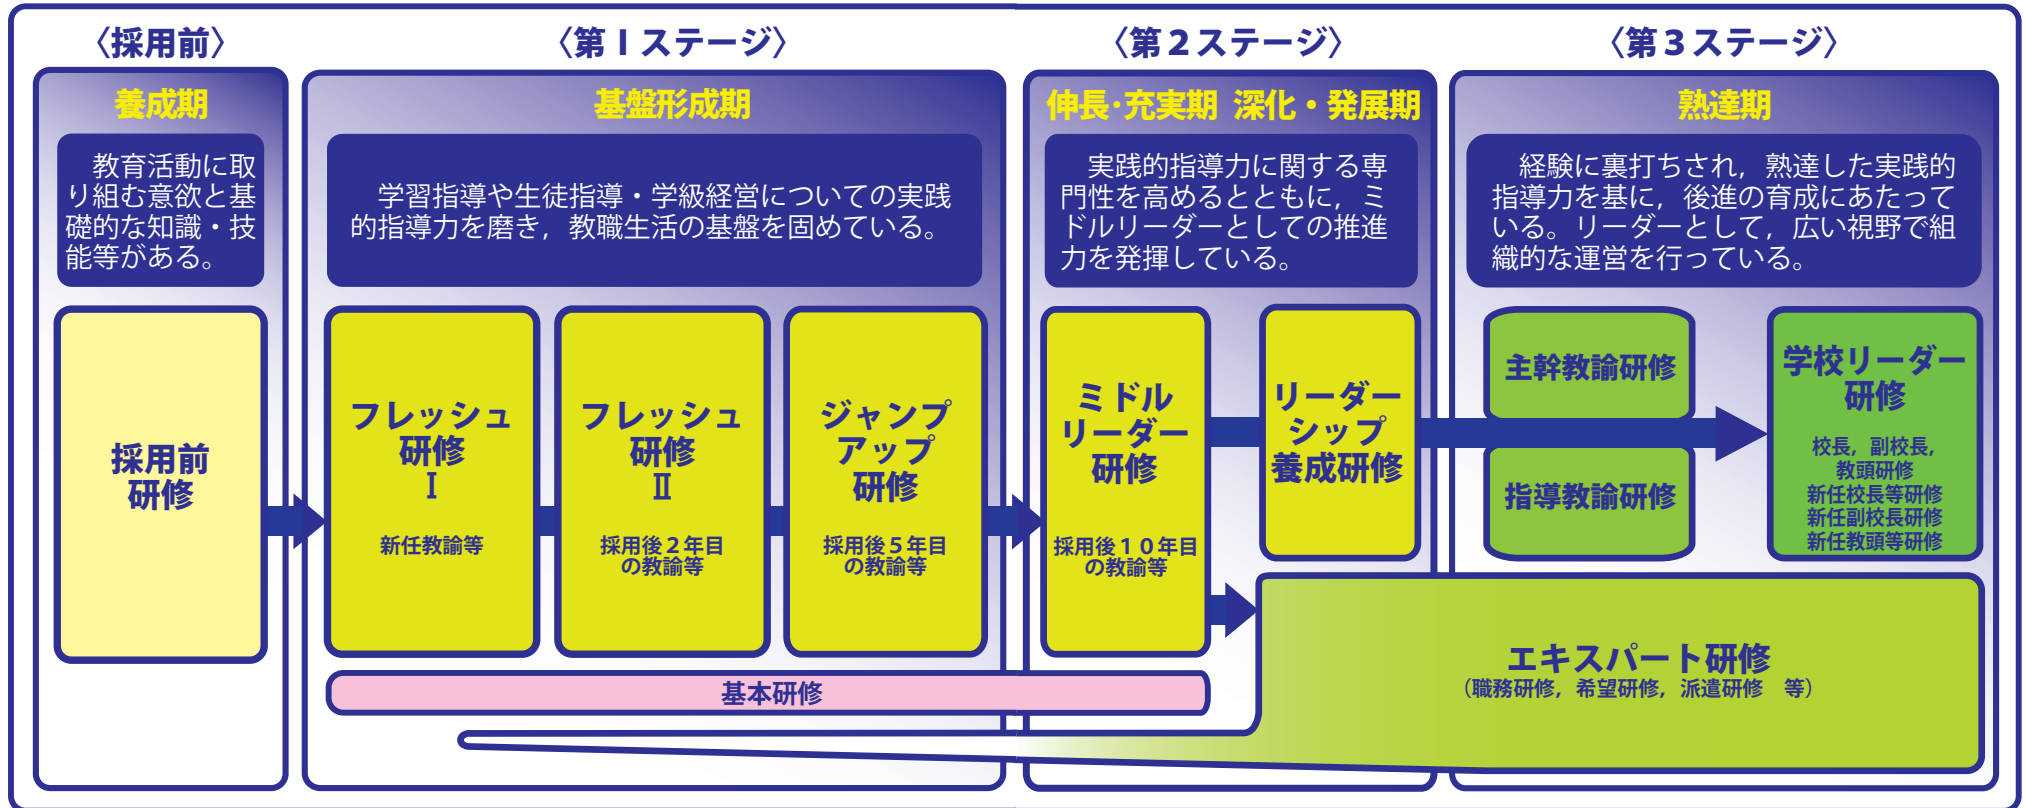 〈採用前〉
養成期
教育活動に取
り組む意欲と基
礎的な知識・技
能等がある。
採用前
研修
〈第Ⅰステージ〉
基盤形成期
学習指導や生徒指導・学級経営についての実践
的指導力を磨き，教職生活の基盤を固めている。
フレッシュ
研修
Ⅰ
新任教諭等
フレッシュ
研修
Ⅱ
採用後２年目
の教諭等
ジャンプ
アップ
研修
採用後５年目
の教諭等
〈第２ステージ〉
伸長・充実期 深化・発展期
実践的指導力に関する専
門性を高めるとともに，ミ
ドルリーダーとしての推進
力を発揮している。
ミドル
リーダー
研修
採用後１０年目
の教諭等
リーダー
シップ
養成研修
〈第３ステージ〉
熟達期
経験に裏打ちされ，熟達した実践的
指導力を基に，後進の育成にあたって
いる。リーダーとして，広い視野で組
織的な運営を行っている。
主幹教諭研修
指導教諭研修
学校リーダー
研修
校長，副校長，
教頭研修
新任校長等研修
新任副校長研修
新任教頭等研修
基本研修
エキスパート研修
（職務研修，希望研修，派遣研修　等）